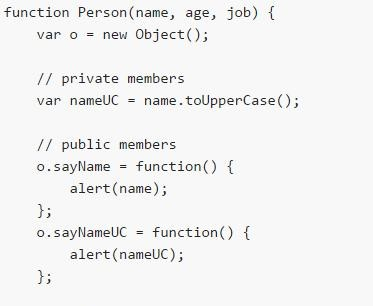 function Person(name, age, job) {
    var o = new Object();

    // private members
    var nameUC = name.toUpperCase();

    // public members
    o.sayName = function() {
        alert(name);
    };
    o.sayNameUC = function() {
        alert(nameUC);
    };